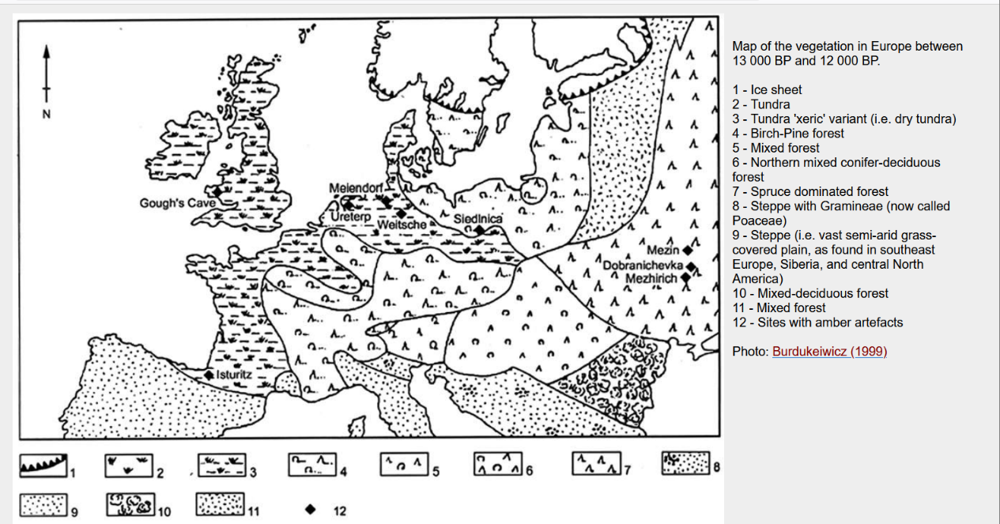 N
Gough's Cave
Meiendorf
Ureterp
Weitsche
Siedlnica
Mezin
Dobranichevka
Mezhirich
Isturitz
1
2
3
4
5
6
7
8
9
10
11
12
Map of the vegetation in Europe between
13 000 BP and 12 000 BP.
1 - Ice sheet
2 - Tundra
3 - Tundra 'xeric' variant (i.e. dry tundra)
4 - Birch-Pine forest
5 - Mixed forest
6 - Northern mixed conifer-deciduous
forest
7 - Spruce dominated forest
8 - Steppe with Gramineae (now called
Poaceae)
9 - Steppe (i.e. vast semi-arid grass-
covered plain, as found in southeast
Europe, Siberia, and central North
America)
10 - Mixed-deciduous forest
11 - Mixed forest
12 - Sites with amber artefacts
Photo: Burdukeiwicz (1999)